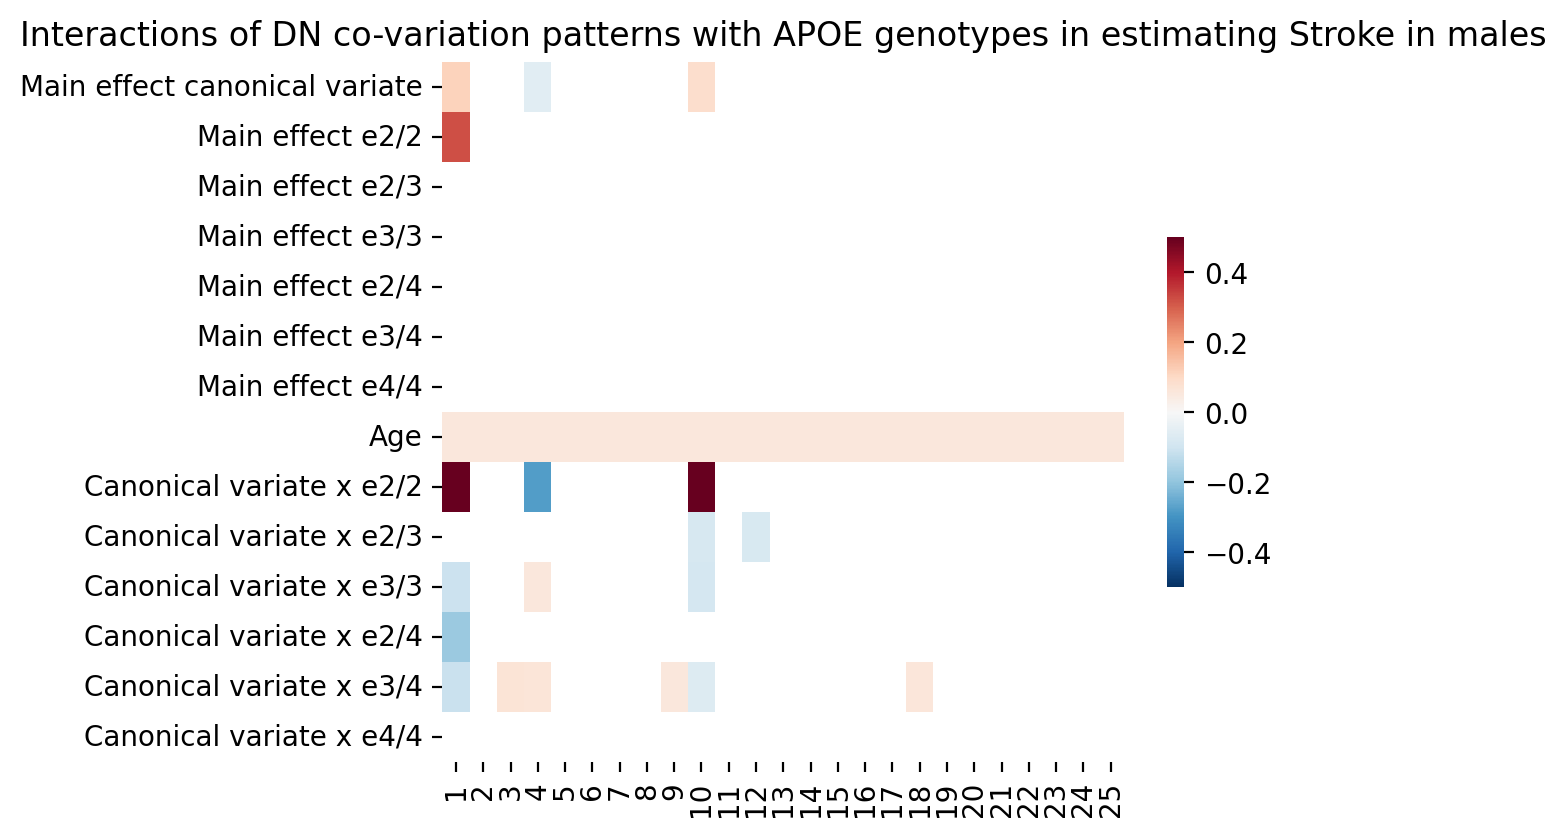 Interactions of DN co-variation patterns with APOE genotypes in estimating Stroke in males
Main effect canonical variate
Main effect e2/2
Main effect e2/3
Main effect e3/3
Main effect e2/4
Main effect e3/4
Main effect e4/4
Age
Canonical variate x e2/2
Canonical variate x e2/3
Canonical variate x e3/3
Canonical variate x e2/4
Canonical variate x e3/4
Canonical variate x e4/4
1 2 3 4 5 6 7 8 9 10 11 12 13 14 15 16 17 18 19 20 21 22 23 24 25
0.4
0.2
0.0
−0.2
−0.4